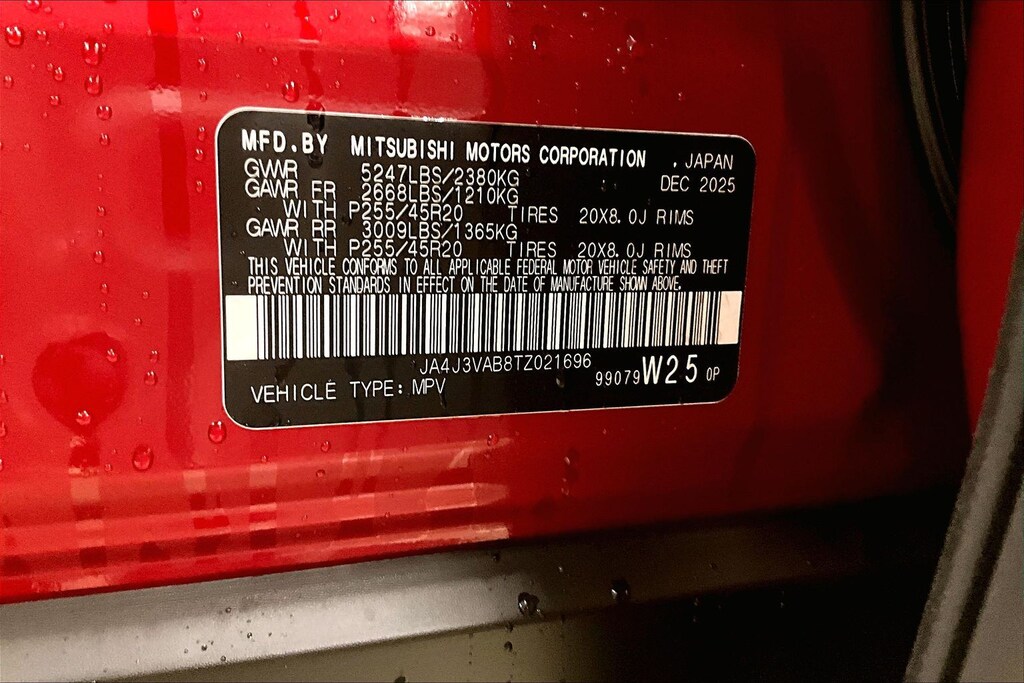 MFD.BY MITSUBISHI MOTORS CORPORATION , JAPAN
GVWR 5247LBS/2380KG DEC 2025
GAWR FR 2668LBS/1210KG
WITH P255/45R20 TIRES 20X8.0J RIMS
GAWR RR 3009LBS/1365KG
WITH P255/45R20 TIRES 20X8.0J RIMS
THIS VEHICLE CONFORMS TO ALL APPLICABLE FEDERAL MOTOR VEHICLE SAFETY AND THEFT
PREVENTION STANDARDS IN EFFECT ON THE DATE OF MANUFACTURE SHOWN ABOVE.
JA4J3VAB8TZ021696
VEHICLE TYPE: MPV 99079 W25 0P